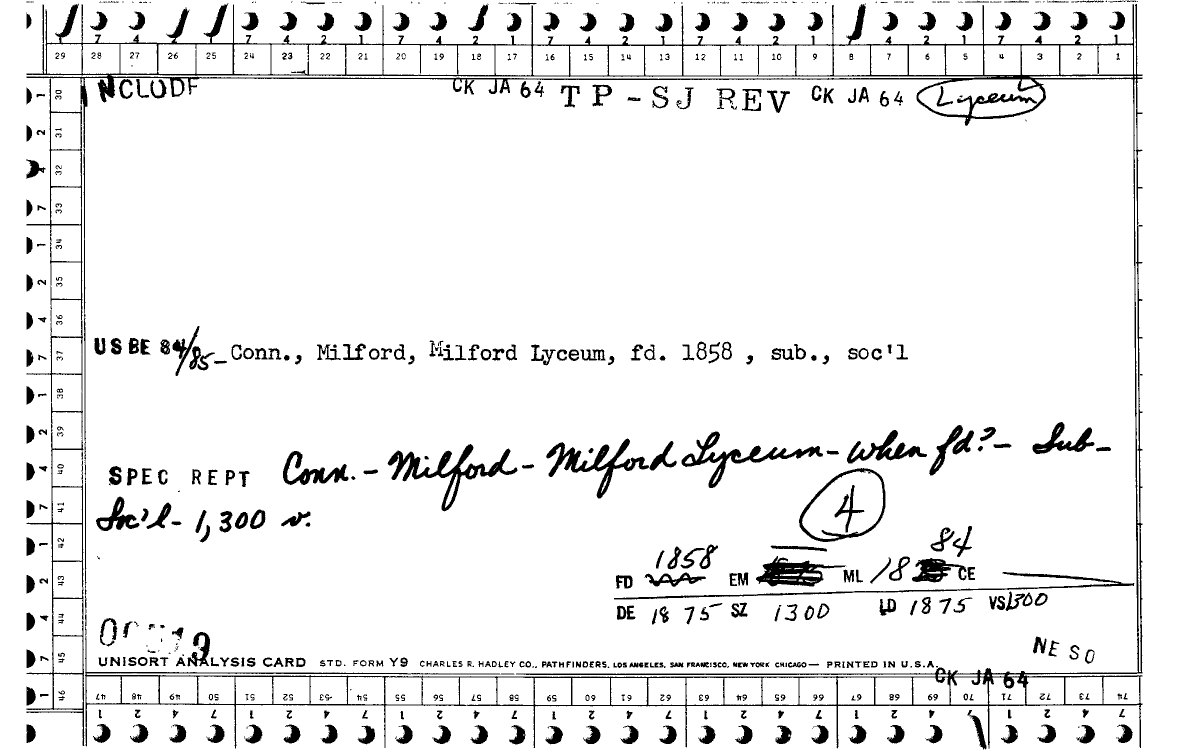 7 4 2 1 7 4 2 1 7 4 2 1 7 4 2 1 7 4 2 1
29 28 27 26 25 24 23 22 21 20 19 18 17 16 15 14 13 12 11 10 9 8 7 6 5 4 3 2 1
NCLUDE CK JA 64 TP-SJ REV CK JA 64 Lyceum
1 30
2 31
4 32
7 33
1 34
2 35
4 36
USBE 84/85 - Conn., Milford, Milford Lyceum, fd. 1858 , sub., soc'l
7 37
1 38
2 39
SPEC REPT Conn. - Milford - Milford Lyceum - when fd? - Sub -
4 40
Soc'l - 1,300 v.
7 41
4
1 42
84
FD 1858 EM ML 18 CE
2 43
DE 1875 SZ 1300 LD 1875 VS 1300
4 44
NE SO
7 45
UNISORT ANALYSIS CARD STD. FORM Y9 CHARLES R. HADLEY CO., PATHFINDERS, LOS ANGELES, SAN FRANCISCO, NEW YORK CHICAGO — PRINTED IN U.S.A.
CK JA 64
1 46 47 48 49 50 51 52 53 54 55 56 57 58 59 60 61 62 63 64 65 66 67 68 69 70 71 72 73 74
1 2 4 7 1 2 4 7 1 2 4 7 1 2 4 7 1 2 4 7 1 2 4 7 1 2 4 7